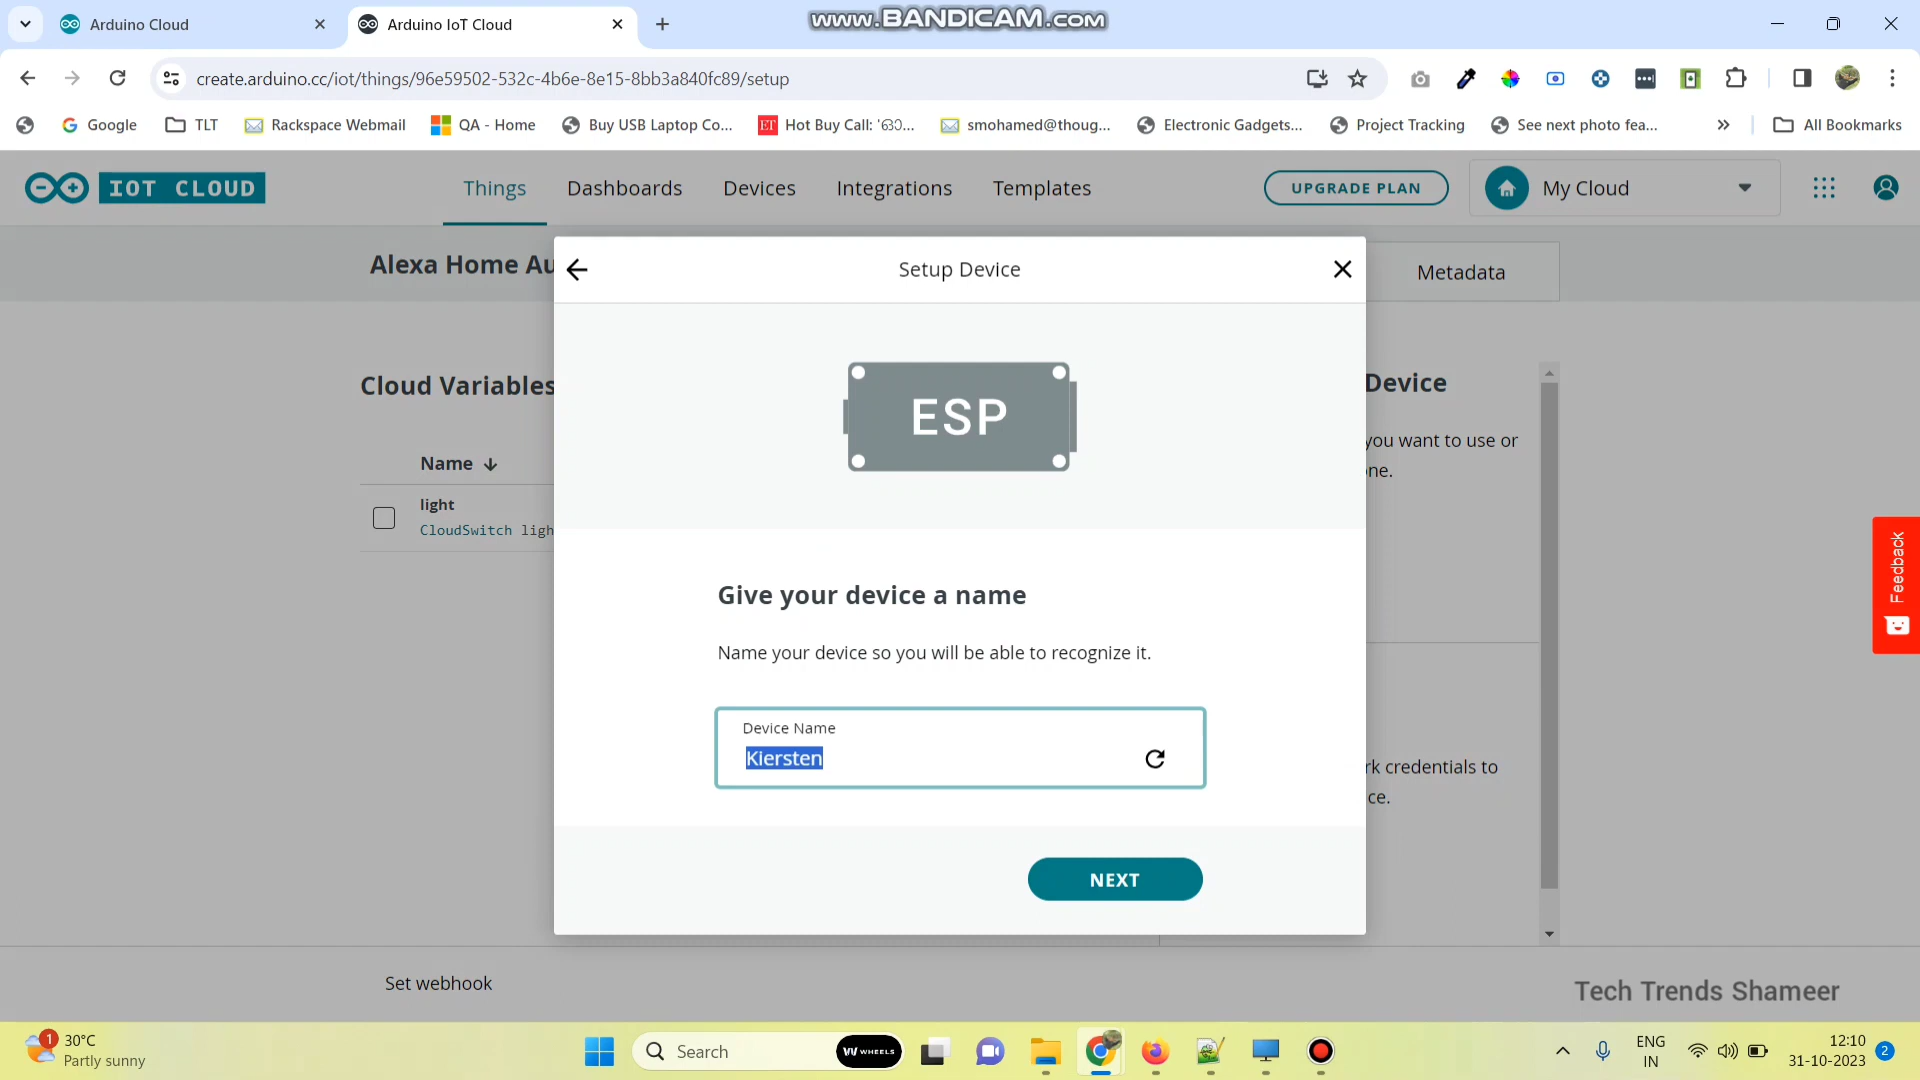 Arduino Cloud
Arduino IoT Cloud
www.BANDICAM.com
create.arduino.cc/iot/things/96e59502-532c-4b6e-8e15-8bb3a840fc89/setup
Google
TLT
Rackspace Webmail
QA - Home
Buy USB Laptop Co...
ET
Hot Buy Call: '630...
smohamed@thoug...
Electronic Gadgets...
Project Tracking
See next photo fea...
All Bookmarks
IOT CLOUD
Things
Dashboards
Devices
Integrations
Templates
UPGRADE PLAN
My Cloud
Alexa Home Au
Setup Device
Metadata
ESP
Cloud Variables
Device
you want to use or
ne.
Name
light
CloudSwitch ligh
Feedback
Give your device a name
Name your device so you will be able to recognize it.
Device Name
Kiersten
rk credentials to
ce.
NEXT
Set webhook
Tech Trends Shameer
1
30°C
Partly sunny
Search
WHEELS
ENG
IN
12:10
31-10-2023
2